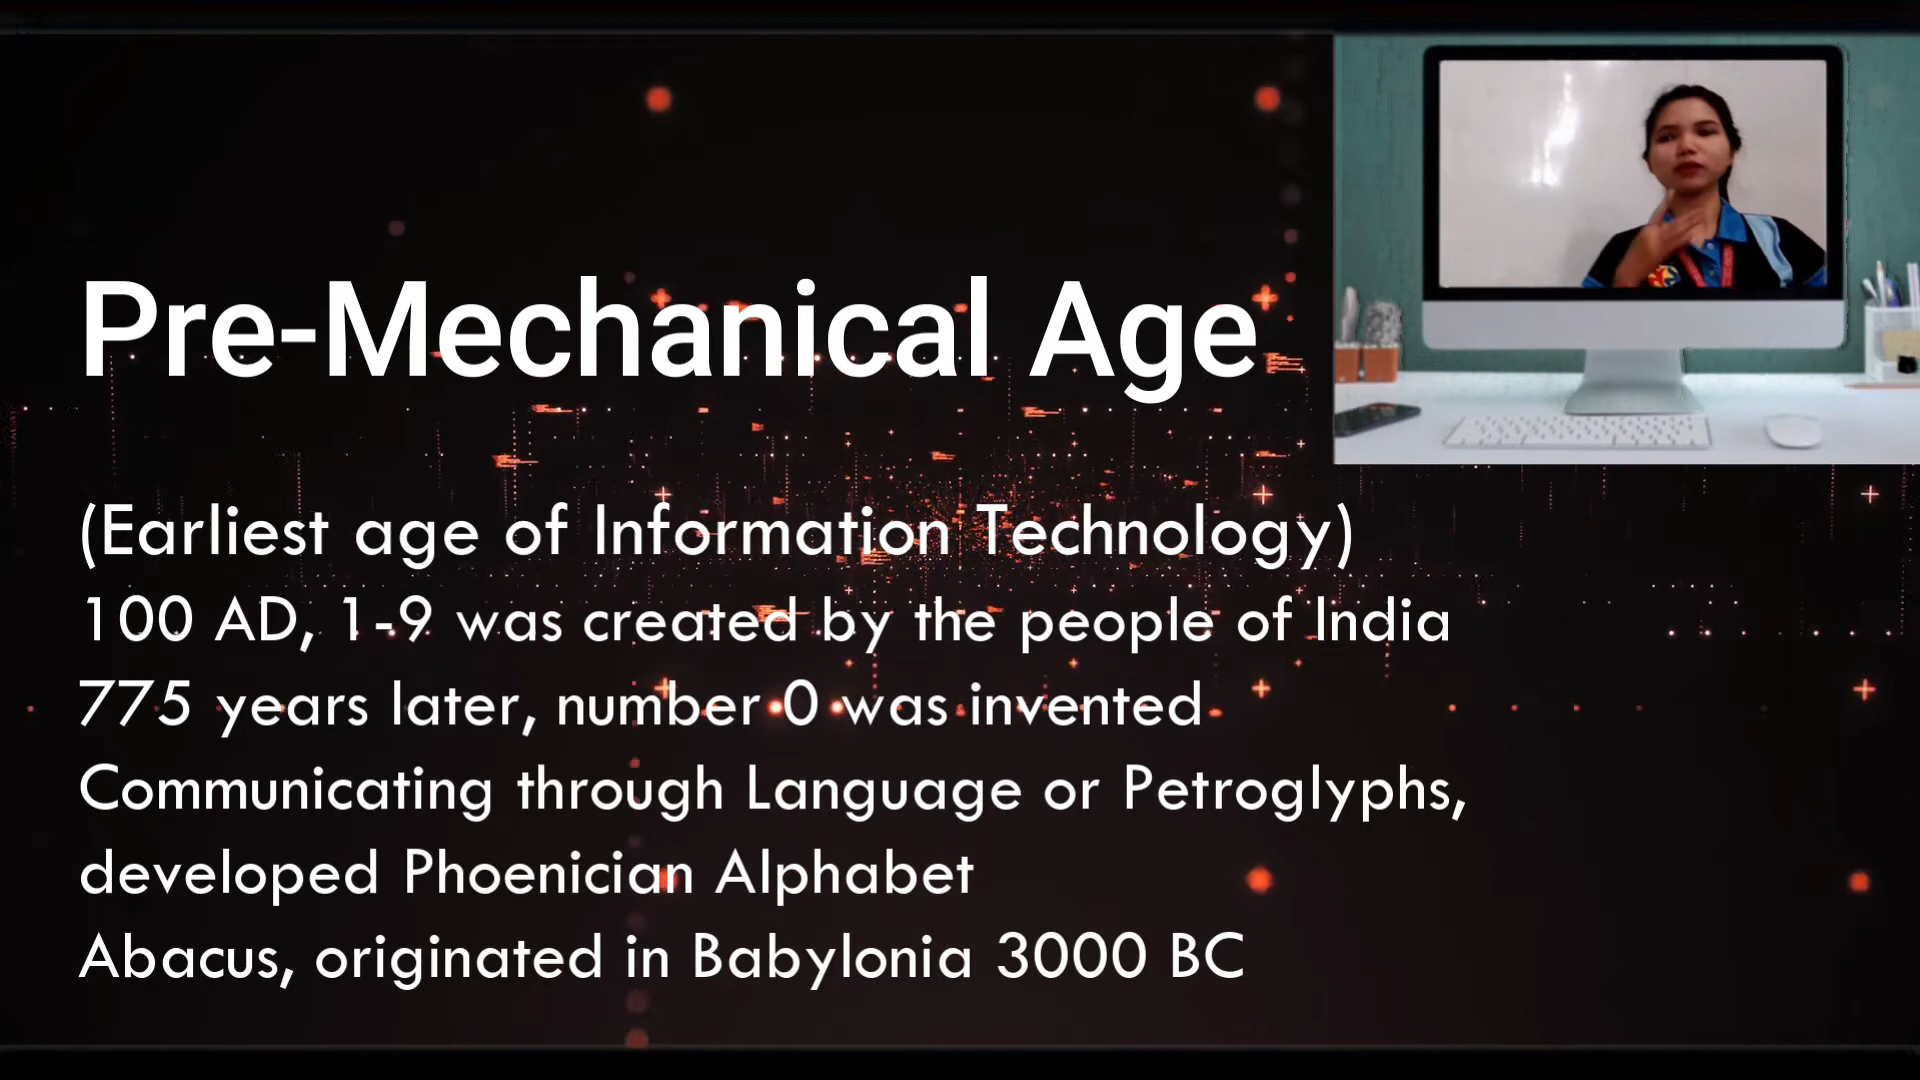 Pre-Mechanical Age
(Earliest age of Information Technology)
100 AD, 1-9 was created by the people of India
775 years later, number 0 was invented
Communicating through Language or Petroglyphs,
developed Phoenician Alphabet
Abacus, originated in Babylonia 3000 BC